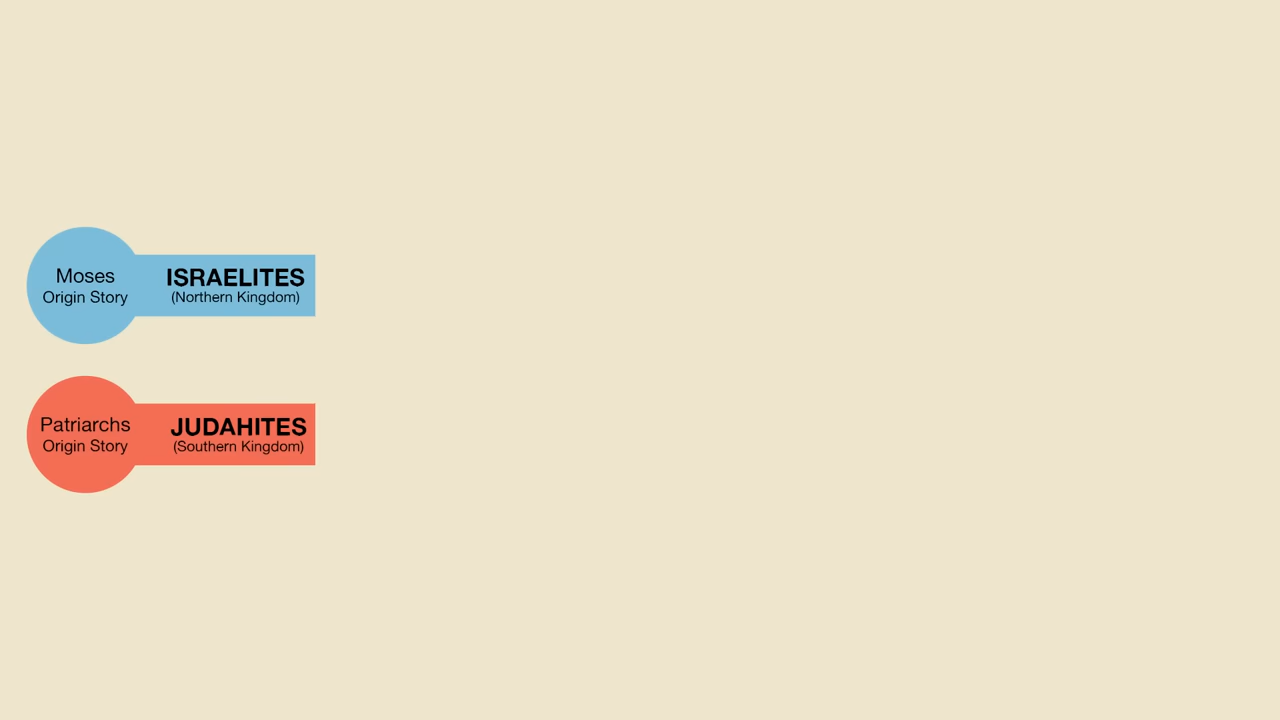 Moses
Origin Story
ISRAELITES
(Northern Kingdom)
Patriarchs
Origin Story
JUDAHITES
(Southern Kingdom)